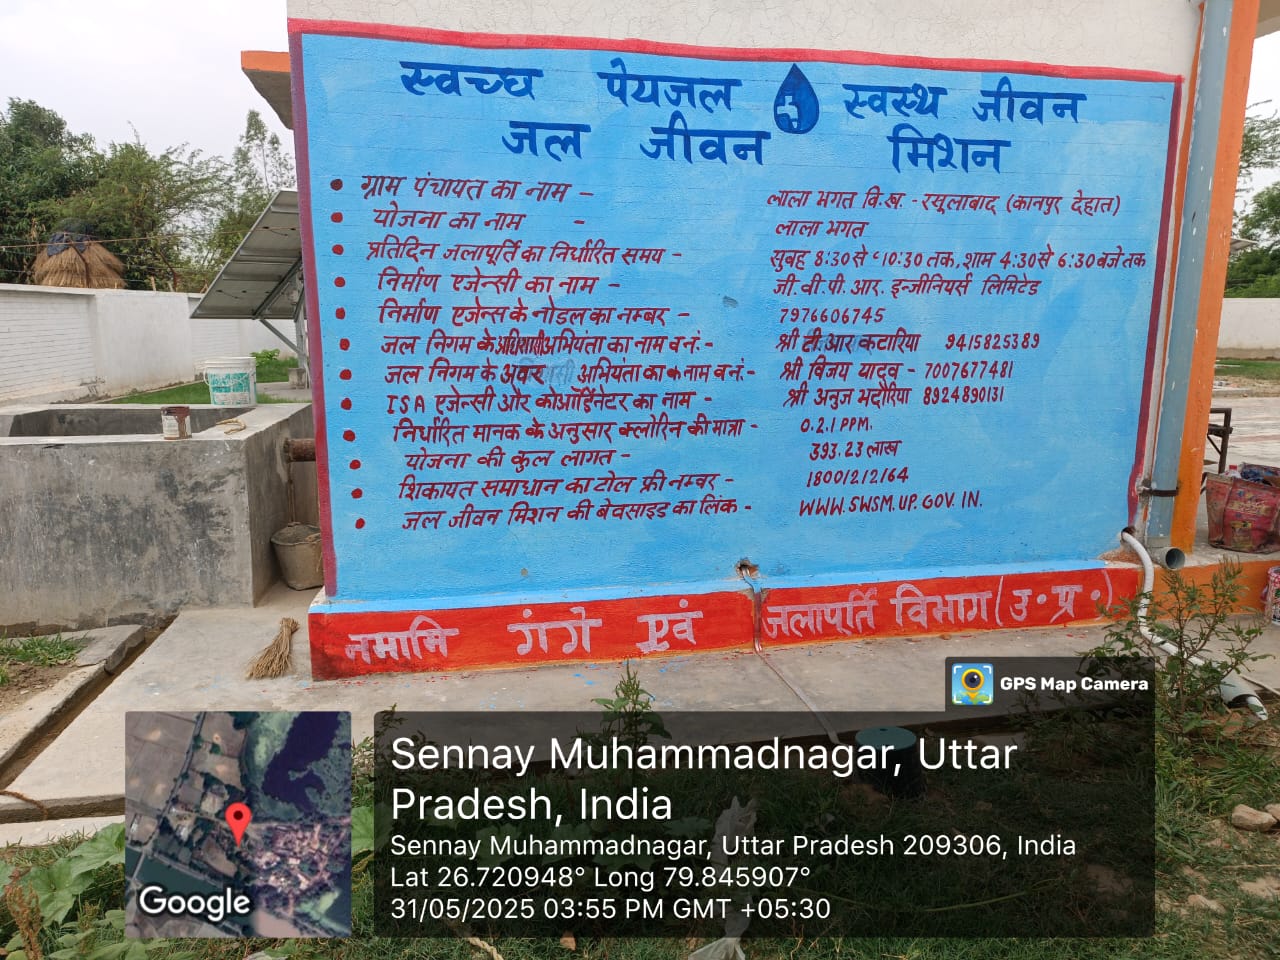 स्वच्छ पेयजल स्वस्थ जीवन
जल जीवन मिशन
• ग्राम पंचायत का नाम – लाला भगत वि.ख. - रसूलाबाद (कानपुर देहात)
• योजना का नाम - लाला भगत
• प्रतिदिन जलापूर्ति का निर्धारित समय – सुबह 8:30 से 10:30 तक, शाम 4:30 से 6:30 बजे तक
• निर्माण एजेन्सी का नाम – जी.वी.पी.आर. इन्जीनियर्स लिमिटेड
• निर्माण एजेन्स के नोडल का नम्बर – 7976606745
• जल निगम के अधिशासी अभियंता का नाम व नं:- श्री टी.आर कटारिया 9415825389
• जल निगम के अवर अभियंता का नाम व नं:- श्री विजय यादव - 7007677481
• ISA एजेन्सी और कोआर्डिनेटर का नाम – श्री अनुज भदौरिया 8924890131
• निर्धारित मानक के अनुसार क्लोरिन की मात्रा - 0.2.1 PPM.
• योजना की कुल लागत - 393.23 लाख
• शिकायत समाधान का टोल फ्री नम्वर - 1800/2/2/64
• जल जीवन मिशन की बेवसाइड का लिंक - WWW.SWSM.UP.GOV.IN.
नमामि गंगे एवं जलापूर्ति विभाग (उ॰प्र॰)
GPS Map Camera
Sennay Muhammadnagar, Uttar
Pradesh, India
Sennay Muhammadnagar, Uttar Pradesh 209306, India
Lat 26.720948° Long 79.845907°
31/05/2025 03:55 PM GMT +05:30
Google